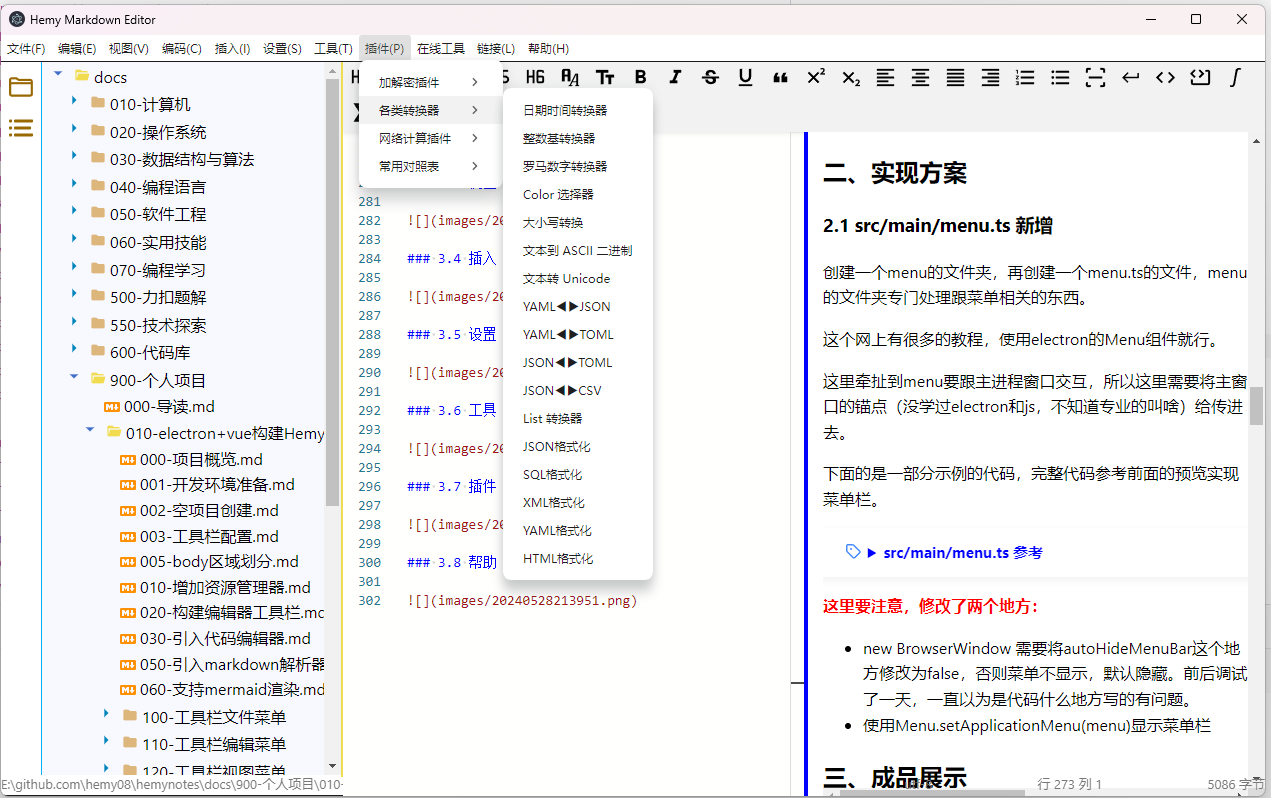 Hemy Markdown Editor
文件(F) 编辑(E) 视图(V) 编码(C) 插入(I) 设置(S) 工具(T) 插件(P) 在线工具 链接(L) 帮助(H)
docs
010-计算机
020-操作系统
030-数据结构与算法
040-编程语言
050-软件工程
060-实用技能
070-编程学习
500-力扣题解
550-技术探索
600-代码库
900-个人项目
000-导读.md
010-electron+vue构建Hemy
000-项目概览.md
001-开发环境准备.md
002-空项目创建.md
003-工具栏配置.md
005-body区域划分.md
010-增加资源管理器.md
020-构建编辑器工具栏.mc
030-引入代码编辑器.md
050-引入markdown解析器
060-支持mermaid渲染.md
100-工具栏文件菜单
110-工具栏编辑菜单
120-工具栏视图菜单
E:\github.com\hemy08\hemynotes\docs\900-个人项目\010-
H6
加解密插件
各类转换器
网络计算插件
常用对照表
日期时间转换器
整数基转换器
罗马数字转换器
Color 选择器
大小写转换
文本到 ASCII 二进制
文本转 Unicode
YAML◀▶JSON
YAML◀▶TOML
JSON◀▶TOML
JSON◀▶CSV
List 转换器
JSON格式化
SQL格式化
XML格式化
YAML格式化
HTML格式化
281
282 ![](images/20
283
284 ### 3.4 插入
285
286 ![](images/20
287
288 ### 3.5 设置
289
290 ![](images/20
291
292 ### 3.6 工具
293
294 ![](images/20
295
296 ### 3.7 插件
297
298 ![](images/20
299
300 ### 3.8 帮助
301
302 ![](images/20240528213951.png)
二、实现方案
2.1 src/main/menu.ts 新增
创建一个menu的文件夹，再创建一个menu.ts的文件，menu
的文件夹专门处理跟菜单相关的东西。
这个网上有很多的教程，使用electron的Menu组件就行。
这里牵扯到menu要跟主进程窗口交互，所以这里需要将主窗
口的锚点（没学过electron和js，不知道专业的叫啥）给传进
去。
下面的是一部分示例的代码，完整代码参考前面的预览实现
菜单栏。
▶ src/main/menu.ts 参考
这里要注意，修改了两个地方：
• new BrowserWindow 需要将autoHideMenuBar这个地
方修改为false，否则菜单不显示，默认隐藏。前后调试
了一天，一直以为是代码什么地方写的有问题。
• 使用Menu.setApplicationMenu(menu)显示菜单栏
三、成品展示
行 273 列 1
5086 字节